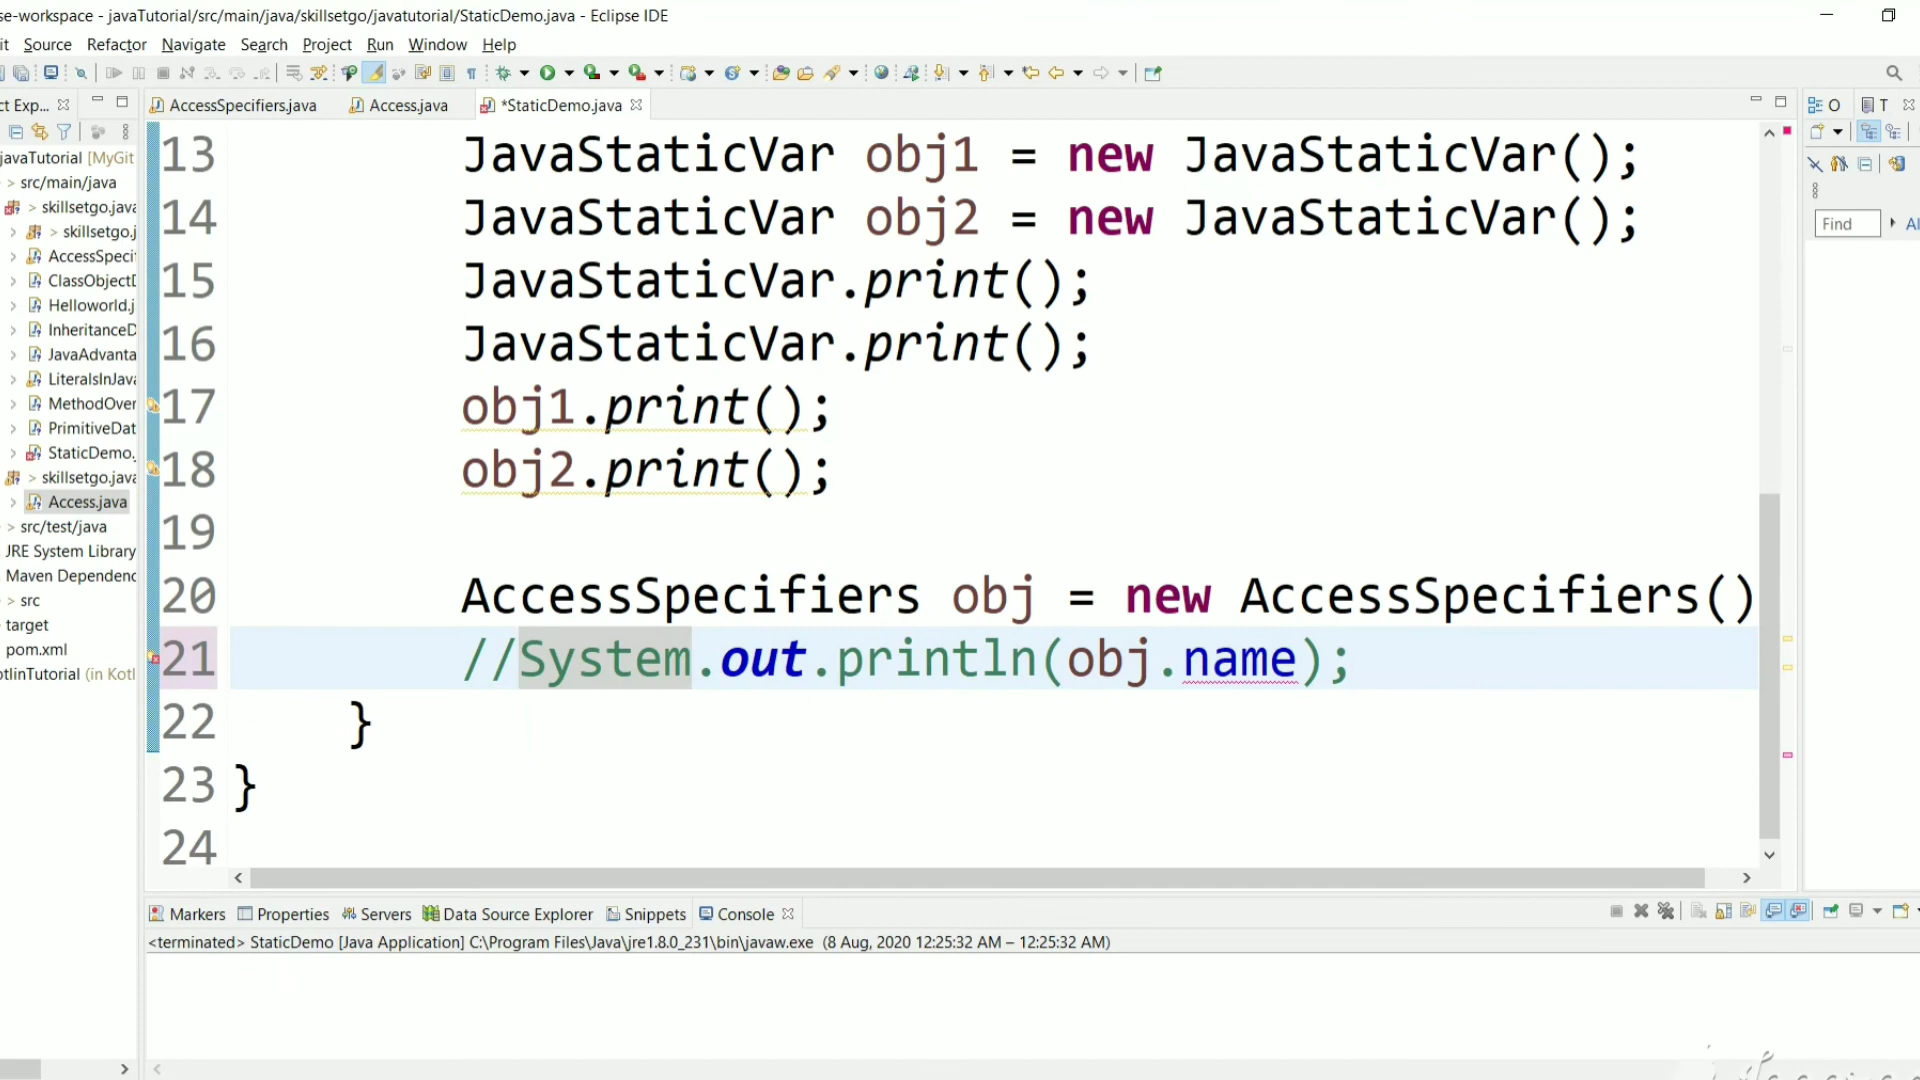 se-workspace - javaTutorial/src/main/java/skillsetgo/javatutorial/StaticDemo.java - Eclipse IDE
it Source Refactor Navigate Search Project Run Window Help
ct Exp...
AccessSpecifiers.java Access.java *StaticDemo.java
O T
javaTutorial [MyGit
> src/main/java
> skillsetgo.java
> skillsetgo.j
AccessSpeci
ClassObjectD
Helloworld.j
InheritanceD
JavaAdvanta
LiteralsInJava
MethodOver
PrimitiveDat
StaticDemo.
> skillsetgo.java
Access.java
> src/test/java
JRE System Library
Maven Dependenc
> src
target
pom.xml
otlinTutorial (in Kotl
13 JavaStaticVar obj1 = new JavaStaticVar();
14 JavaStaticVar obj2 = new JavaStaticVar();
15 JavaStaticVar.print();
16 JavaStaticVar.print();
17 obj1.print();
18 obj2.print();
19
20 AccessSpecifiers obj = new AccessSpecifiers()
21 //System.out.println(obj.name);
22 }
23 }
24
Find Al
Markers Properties Servers Data Source Explorer Snippets Console
<terminated> StaticDemo [Java Application] C:\Program Files\Java\jre1.8.0_231\bin\javaw.exe (8 Aug, 2020 12:25:32 AM – 12:25:32 AM)